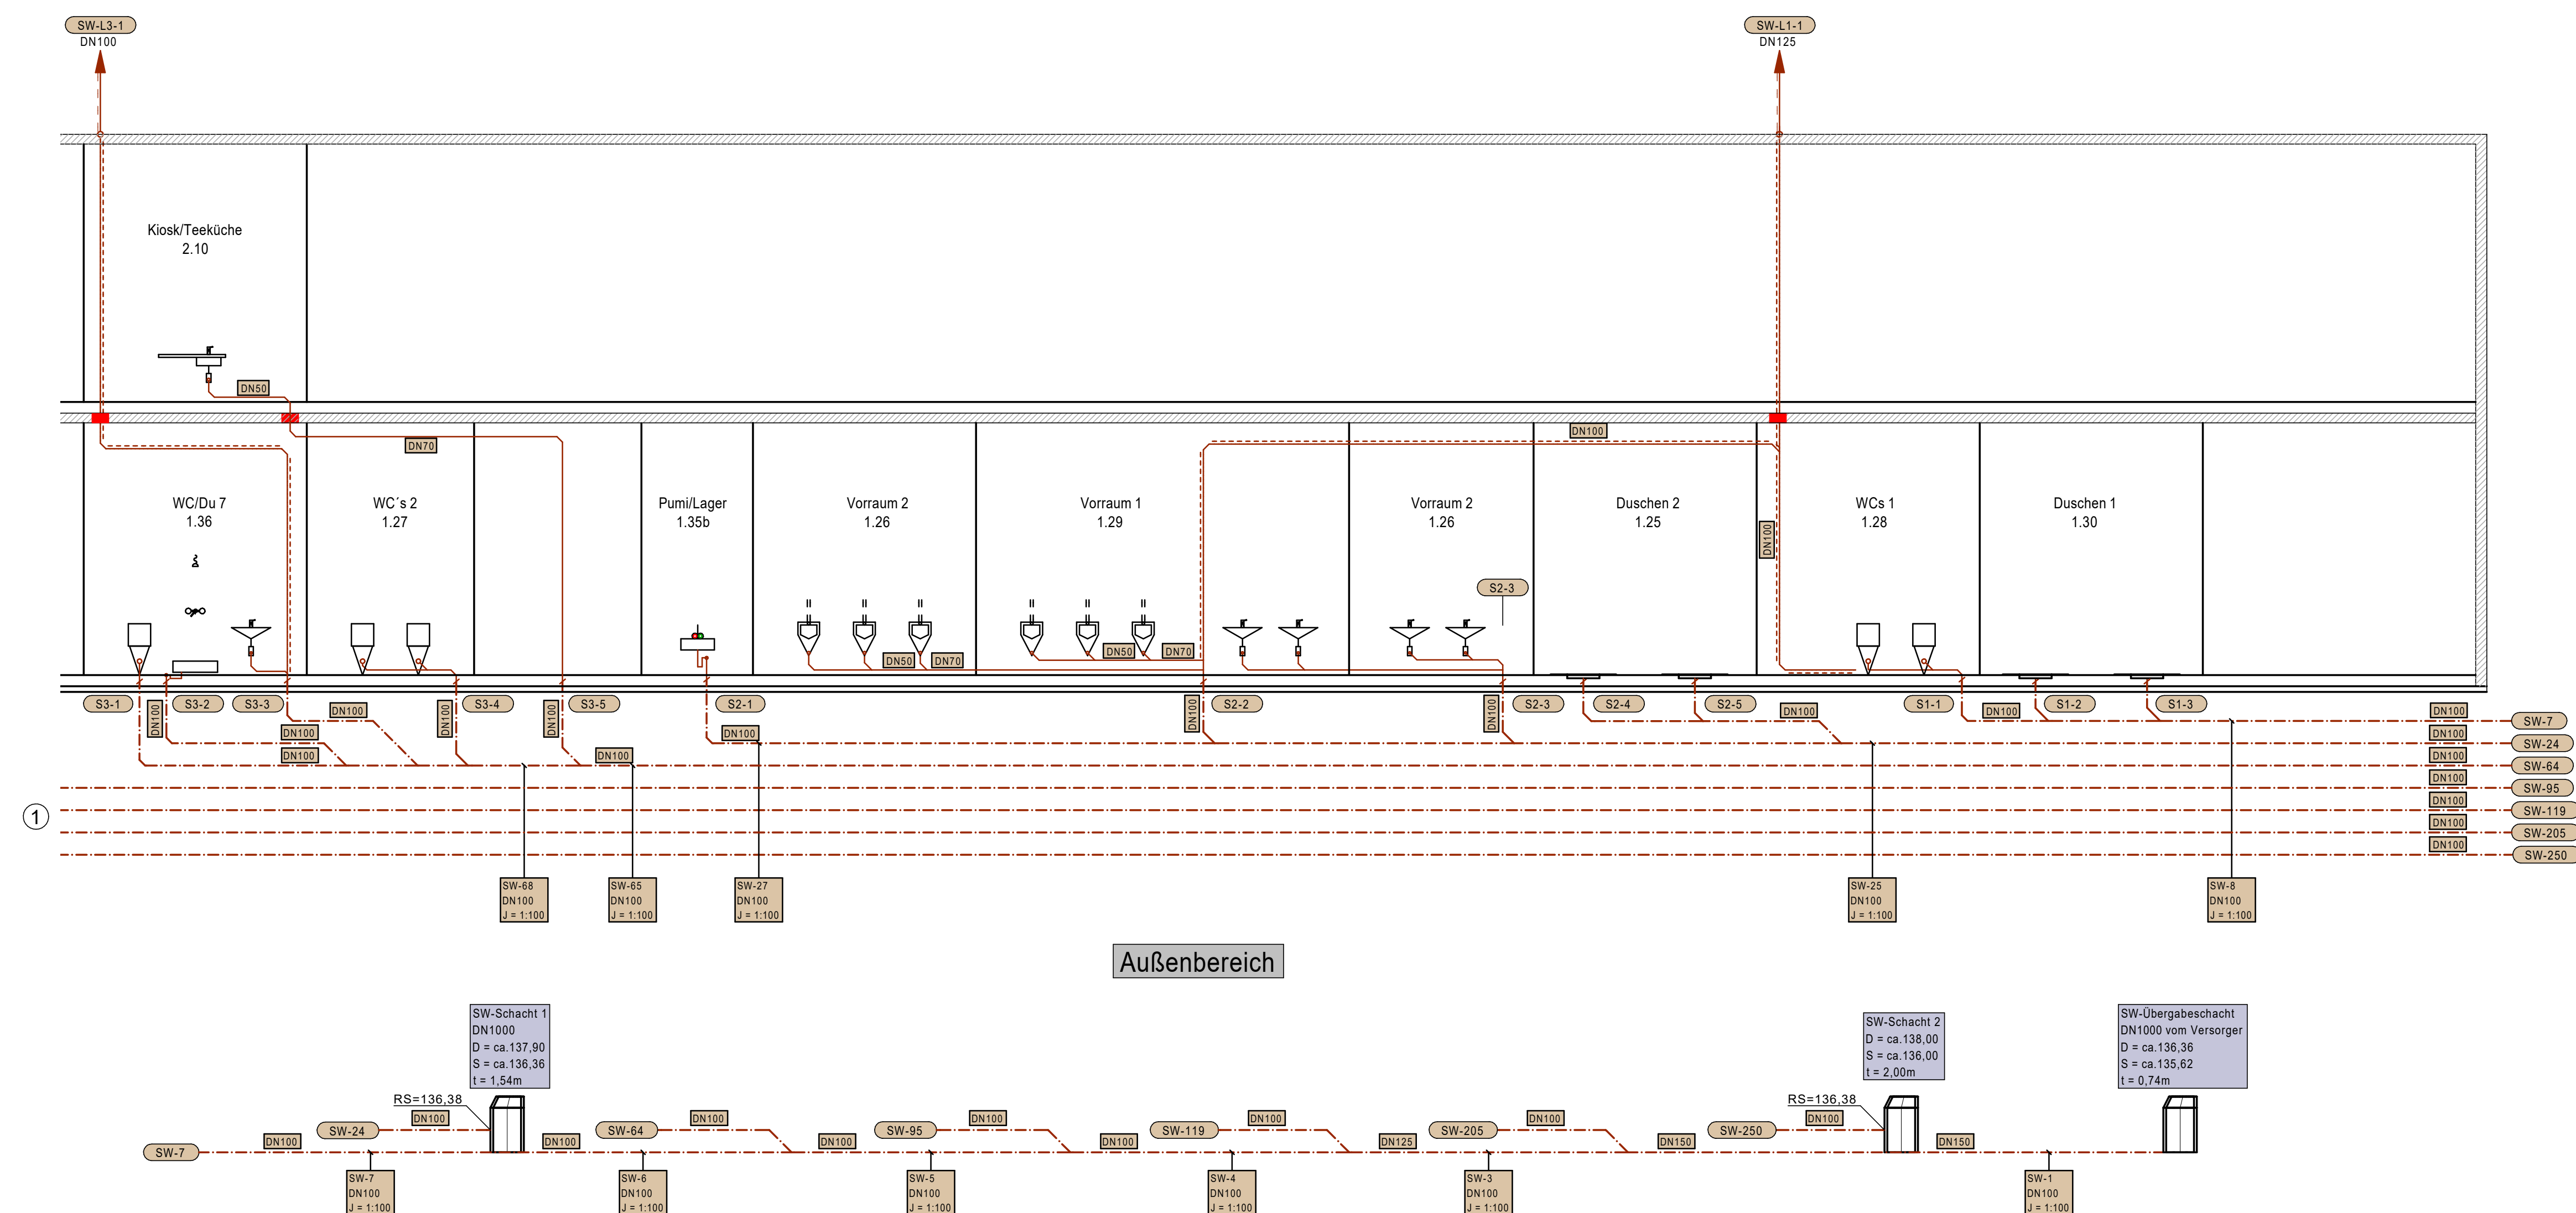 SW-L3-1
DN100
SW-L1-1
DN125
Kiosk/Teeküche
2.10
DN50
DN70
DN100
WC/Du 7
1.36
WC´s 2
1.27
Pumi/Lager
1.35b
Vorraum 2
1.26
Vorraum 1
1.29
Vorraum 2
1.26
Duschen 2
1.25
WCs 1
1.28
Duschen 1
1.30
DN100
S2-3
DN50
DN70
DN50
DN70
S3-1
DN100
S3-2
S3-3
DN100
DN100
DN100
DN100
S3-4
DN100
S3-5
DN100
S2-1
DN100
DN100
S2-2
DN100
S2-3
S2-4
S2-5
DN100
S1-1
DN100
S1-2
S1-3
DN100
SW-7
DN100
SW-24
DN100
SW-64
DN100
SW-95
DN100
SW-119
DN100
SW-205
DN100
SW-250
1
SW-68
DN100
J = 1:100
SW-65
DN100
J = 1:100
SW-27
DN100
J = 1:100
SW-25
DN100
J = 1:100
SW-8
DN100
J = 1:100
Außenbereich
SW-Schacht 1
DN1000
D = ca.137,90
S = ca.136,36
t = 1,54m
SW-Schacht 2
D = ca.138,00
S = ca.136,00
t = 2,00m
SW-Übergabeschacht
DN1000 vom Versorger
D = ca.136,36
S = ca.135,62
t = 0,74m
RS=136,38
RS=136,38
SW-7
DN100
SW-24
DN100
DN100
SW-64
DN100
DN100
SW-95
DN100
DN100
SW-119
DN100
DN125
SW-205
DN100
DN150
SW-250
DN100
DN150
SW-7
DN100
J = 1:100
SW-6
DN100
J = 1:100
SW-5
DN100
J = 1:100
SW-4
DN100
J = 1:100
SW-3
DN100
J = 1:100
SW-1
DN100
J = 1:100